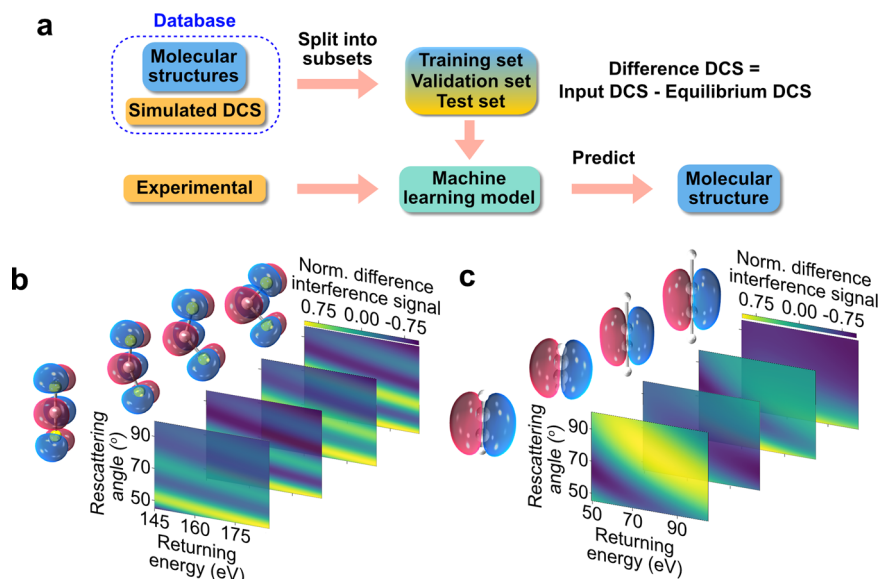 a
Database
Molecular
structures
Simulated DCS
Split into
subsets
Training set
Validation set
Test set
Difference DCS =
Input DCS - Equilibrium DCS
Experimental
Machine
learning model
Predict
Molecular
structure
b
Norm. difference
interference signal
0.75 0.00 -0.75
Rescattering
angle (°)
90
70
50
145 160 175
Returning
energy (eV)
c
Norm. difference
interference signal
0.75 0.00 -0.75
Rescattering
angle (°)
90
70
50
50 70 90
Returning
energy (eV)